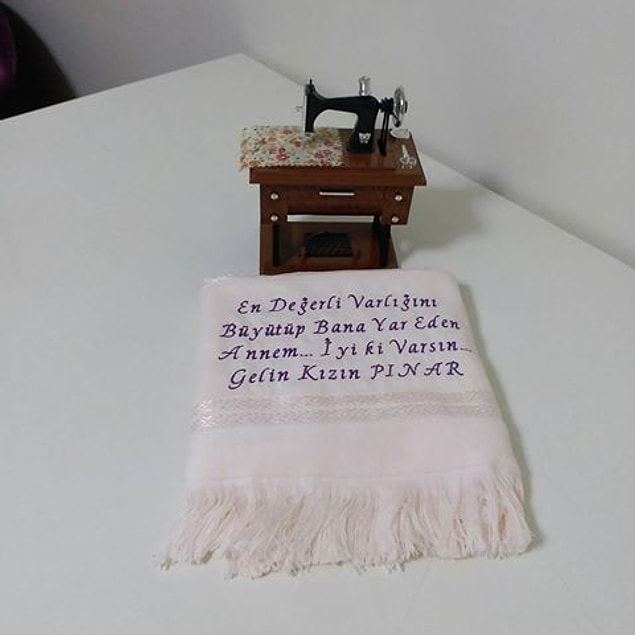 En Değerli Varlığını
Büyütüp Bana Yar Eden
Annem... İyi ki Varsın...
Gelin Kızın PINAR